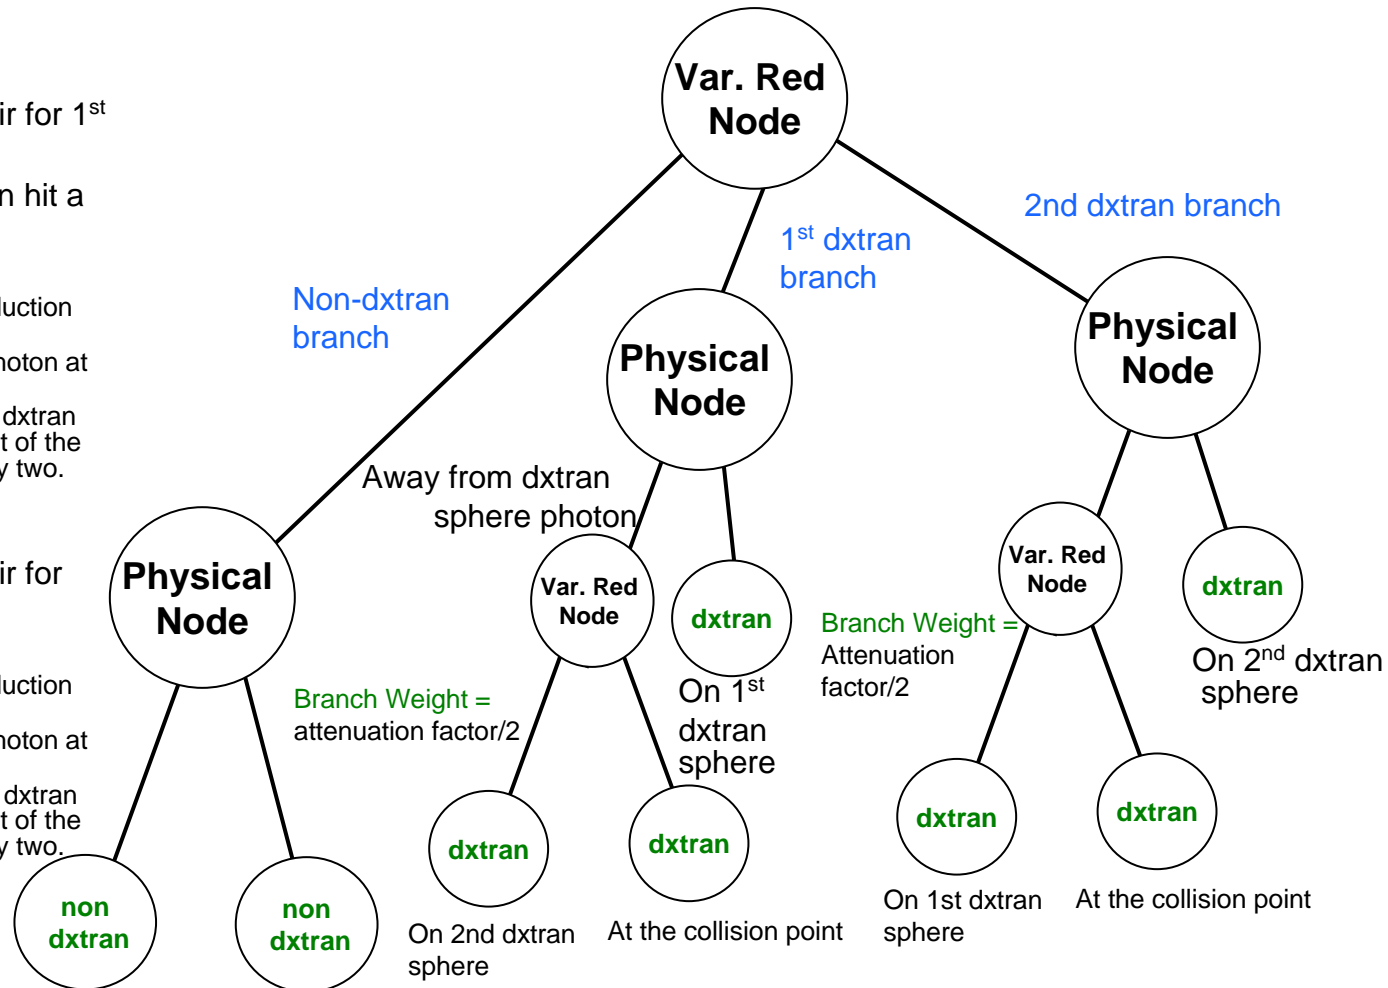 ir for 1st
n hit a
luction
hoton at
dxtran
t of the
y two.
ir for
luction
hoton at
dxtran
t of the
y two.
Var. Red
Node
Non-dxtran
branch
1st dxtran
branch
2nd dxtran branch
Physical
Node
Physical
Node
Physical
Node
Away from dxtran
sphere photon
Var. Red
Node
dxtran
On 1st
dxtran
sphere
Branch Weight =
attenuation factor/2
dxtran
On 2nd dxtran
sphere
dxtran
At the collision point
Var. Red
Node
dxtran
On 2nd dxtran
sphere
Branch Weight =
Attenuation
factor/2
dxtran
On 1st dxtran
sphere
dxtran
At the collision point
non
dxtran
non
dxtran